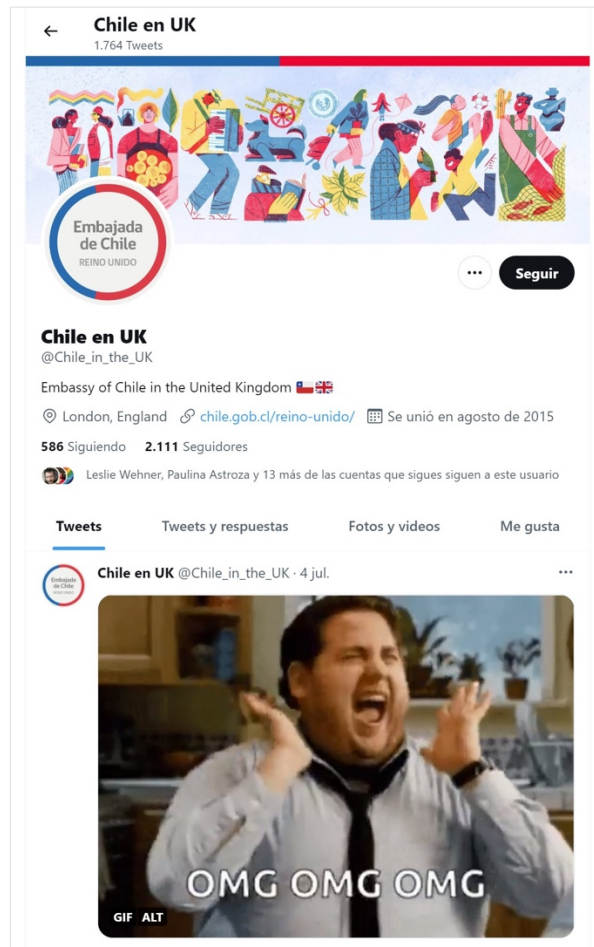 Chile en UK
1.764 Tweets
Embajada
de Chile
REINO UNIDO
Seguir
Chile en UK
@Chile_in_the_UK
Embassy of Chile in the United Kingdom
London, England chile.gob.cl/reino-unido/ Se unió en agosto de 2015
586 Siguiendo 2.111 Seguidores
Leslie Wehner, Paulina Astroza y 13 más de las cuentas que sigues siguen a este usuario
Tweets Tweets y respuestas Fotos y videos Me gusta
Embajada
de Chile
REINO UNIDO
Chile en UK @Chile_in_the_UK · 4 jul.
OMG OMG OMG
GIF ALT